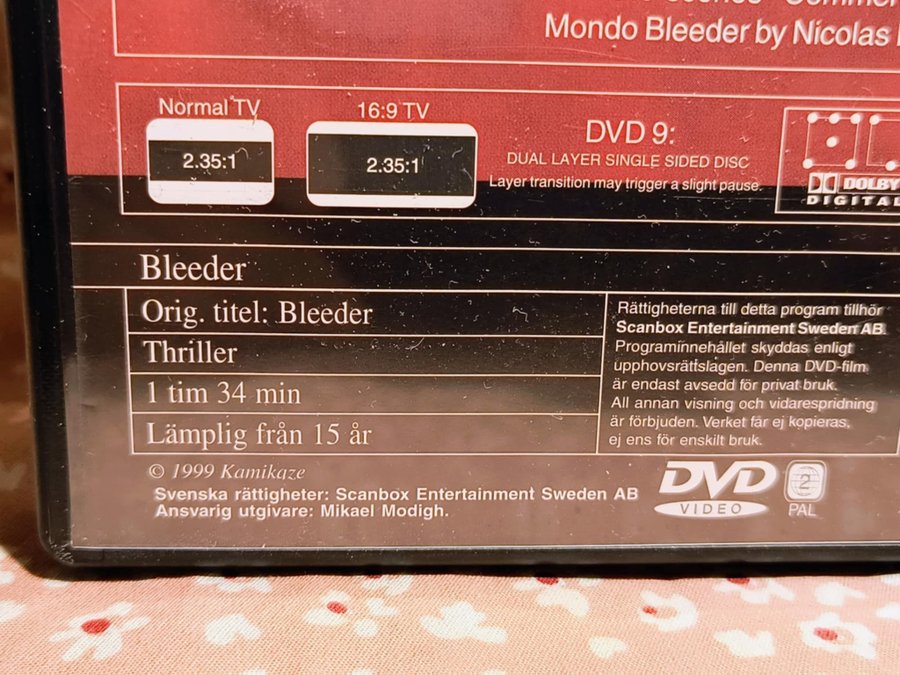 Mondo Bleeder by Nicolas
Normal TV
2.35:1
16:9 TV
2.35:1
DVD 9:
DUAL LAYER SINGLE SIDED DISC
Layer transition may trigger a slight pause.
DOLBY
DIGITAL
Bleeder
Orig. titel: Bleeder
Thriller
1 tim 34 min
Lämplig från 15 år
Rättigheterna till detta program tillhör
Scanbox Entertainment Sweden AB.
Programinnehållet skyddas enligt
upphovsrättslagen. Denna DVD-film
är endast avsedd för privat bruk.
All annan visning och vidarespridning
är förbjuden. Verket får ej kopieras,
ej ens för enskilt bruk.
© 1999 Kamikaze
Svenska rättigheter: Scanbox Entertainment Sweden AB
Ansvarig utgivare: Mikael Modigh.
DVD
VIDEO
2
PAL